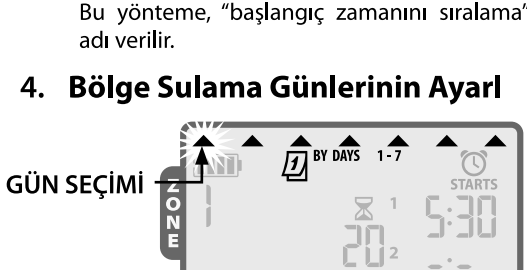 Bu yönteme, “başlangıç zamanını sıralama”
adı verilir.
4. Bölge Sulama Günlerinin Ayarl
BY DAYS 1-7
GÜN SEÇİMİ
ZONE
STARTS
1
1
5:30
20
2
-:-